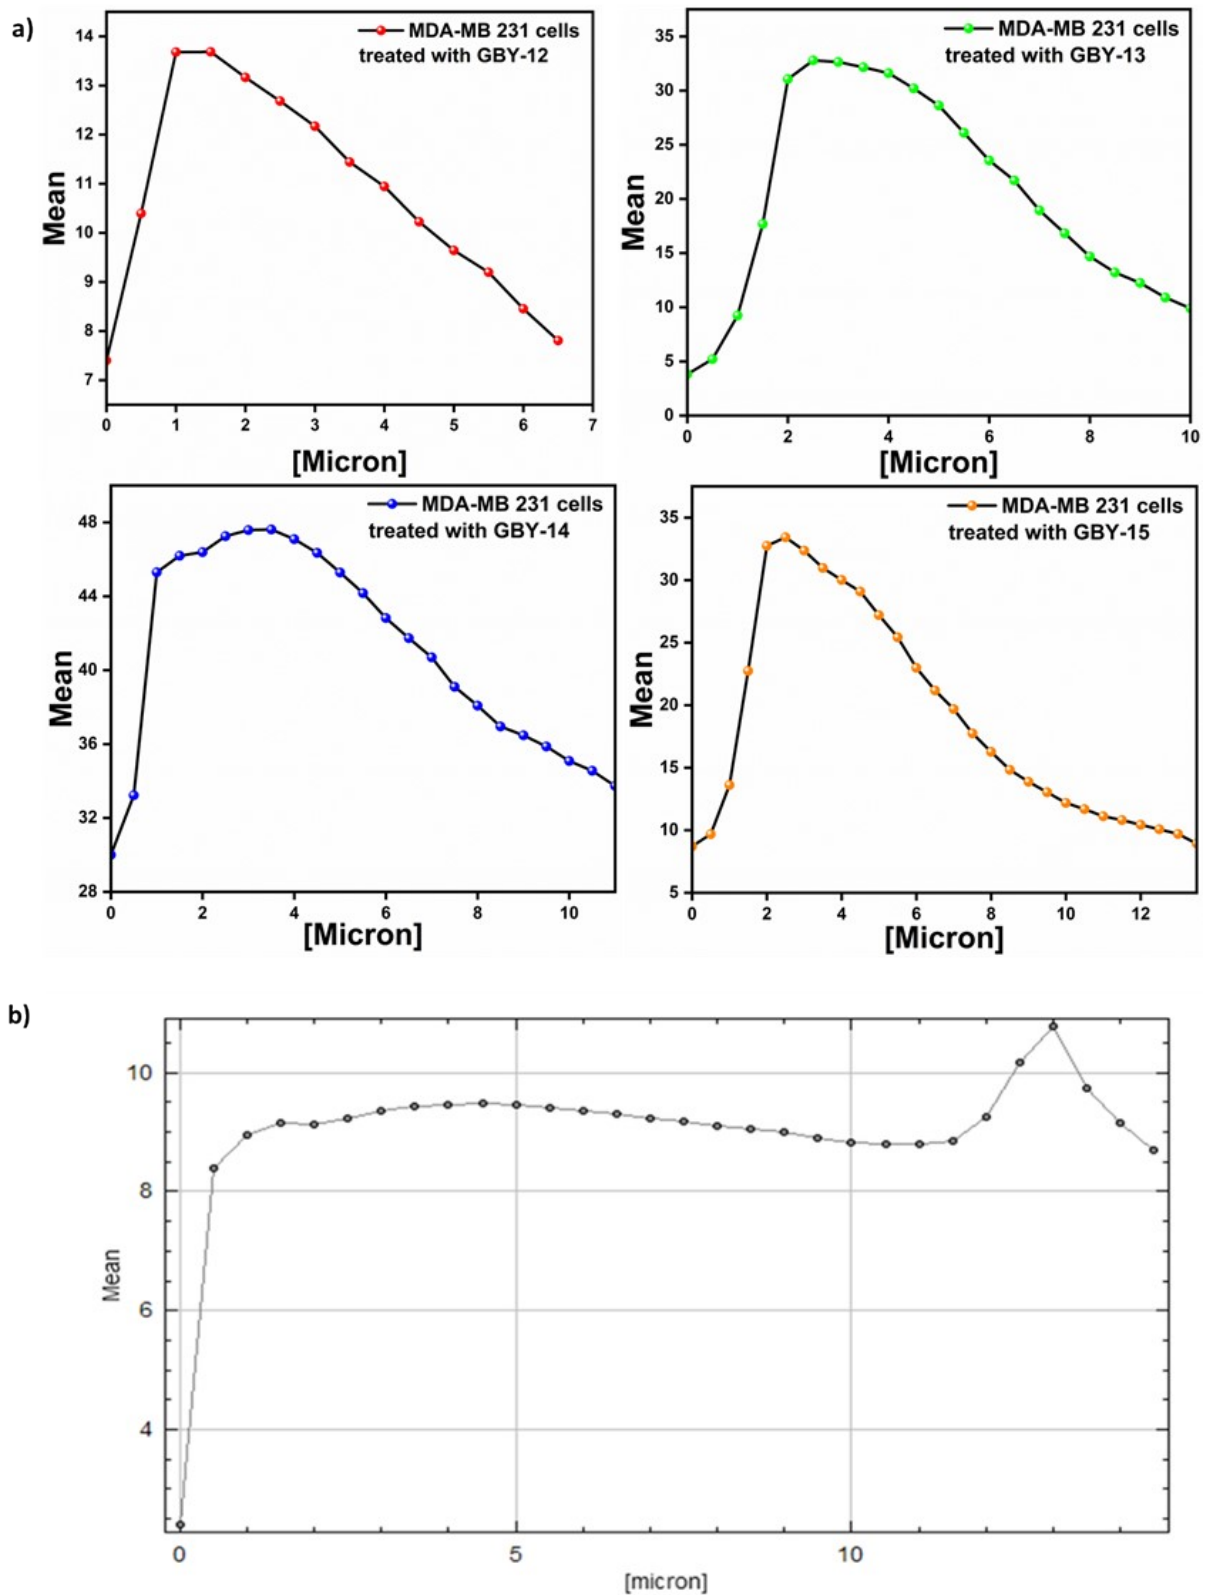 a)
MDA-MB 231 cells
treated with GBY-12
14
13
12
11
10
9
8
7
Mean
0 1 2 3 4 5 6 7
[Micron]
MDA-MB 231 cells
treated with GBY-13
35
30
25
20
15
10
5
0
Mean
0 2 4 6 8 10
[Micron]
MDA-MB 231 cells
treated with GBY-14
48
44
40
36
32
28
Mean
0 2 4 6 8 10
[Micron]
MDA-MB 231 cells
treated with GBY-15
35
30
25
20
15
10
5
Mean
0 2 4 6 8 10 12
[Micron]
b)
10
8
6
4
Mean
0 5 10
[micron]